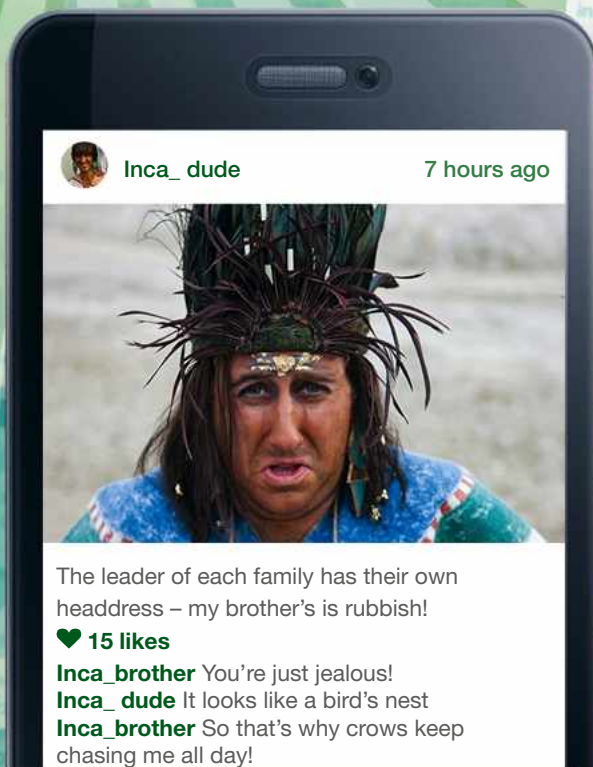 Inca_ dude 7 hours ago
The leader of each family has their own
headdress – my brother's is rubbish!
15 likes
Inca_brother You're just jealous!
Inca_ dude It looks like a bird's nest
Inca_brother So that's why crows keep
chasing me all day!